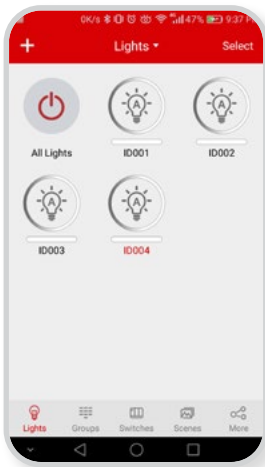 0K/s 47% 9:37 P
+ Lights Select
All Lights ID001 ID002
ID003 ID004
Lights Groups Switches Scenes More